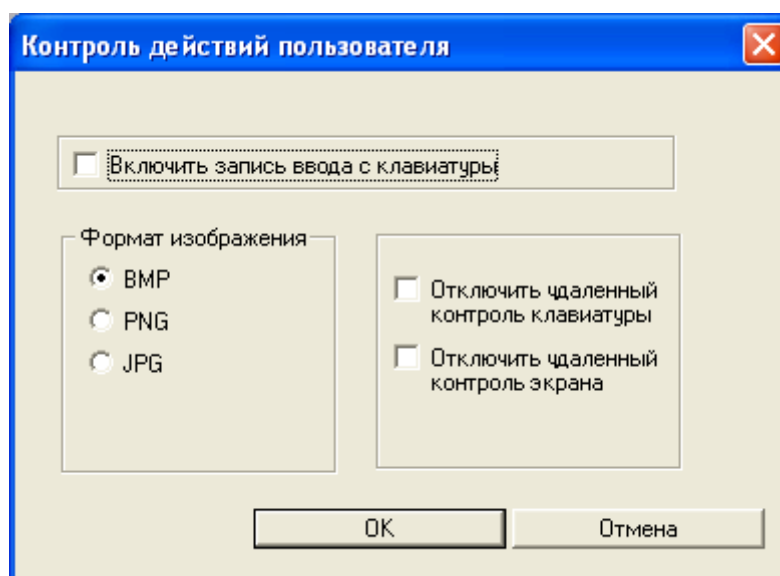 Контроль действий пользователя
Включить запись ввода с клавиатуры
Формат изображения
BMP
PNG
JPG
Отключить удаленный
контроль клавиатуры
Отключить удаленный
контроль экрана
OK
Отмена